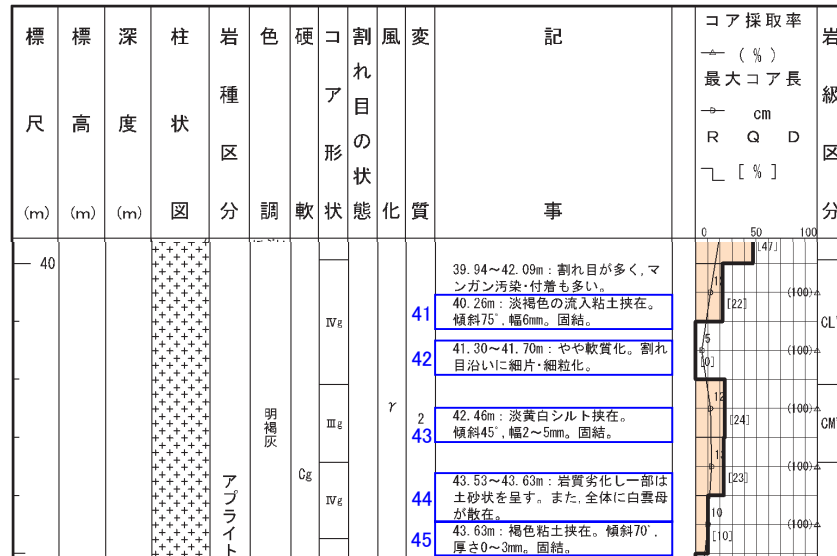 標尺(m)
標高(m)
深度(m)
柱状図
岩種区分
色調
硬軟
コア形状
割れ目の状態
風化
変質
記事
コア採取率
(%)
最大コア長
cm
R Q D
[%]
岩級区分
0 50 100
40
アプライト
明褐灰
Cg
Ⅳg
Ⅲg
Ⅳg
γ
2
39.94～42.09m：割れ目が多く，マ
ンガン汚染・付着も多い。
41
40.26m：淡褐色の流入粘土挟在。
傾斜75°，幅6mm。固結。
42
41.30～41.70m：やや軟質化。割れ
目沿いに細片・細粒化。
43
42.46m：淡黄白シルト挟在。
傾斜45°，幅2～5mm。固結。
44
43.53～43.63m：岩質劣化し一部は
土砂状を呈す。また，全体に白雲母
が散在。
45
43.63m：褐色粘土挟在。傾斜70°，
厚さ0～3mm。固結。
[47]
(100)
[22]
5
(100)
[0]
12
(100)
[24]
(100)
[23]
10
(100)
[10]
CL
CM